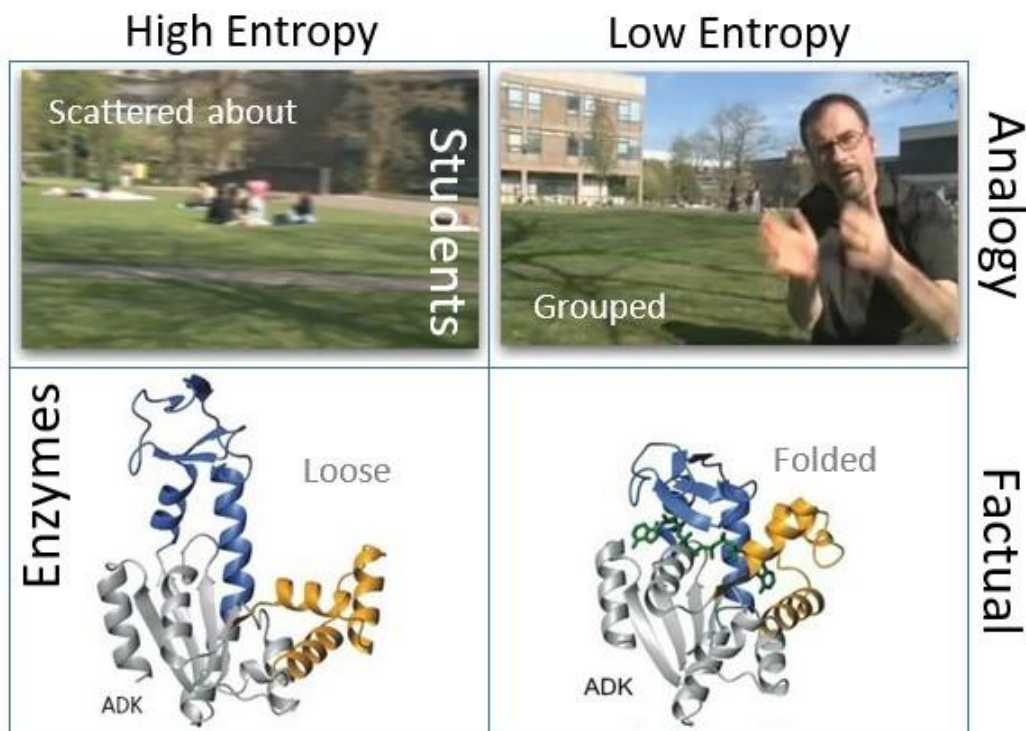 High Entropy
Low Entropy
Scattered about
Students
Grouped
Analogy
Enzymes
Loose
Folded
Factual
ADK
ADK